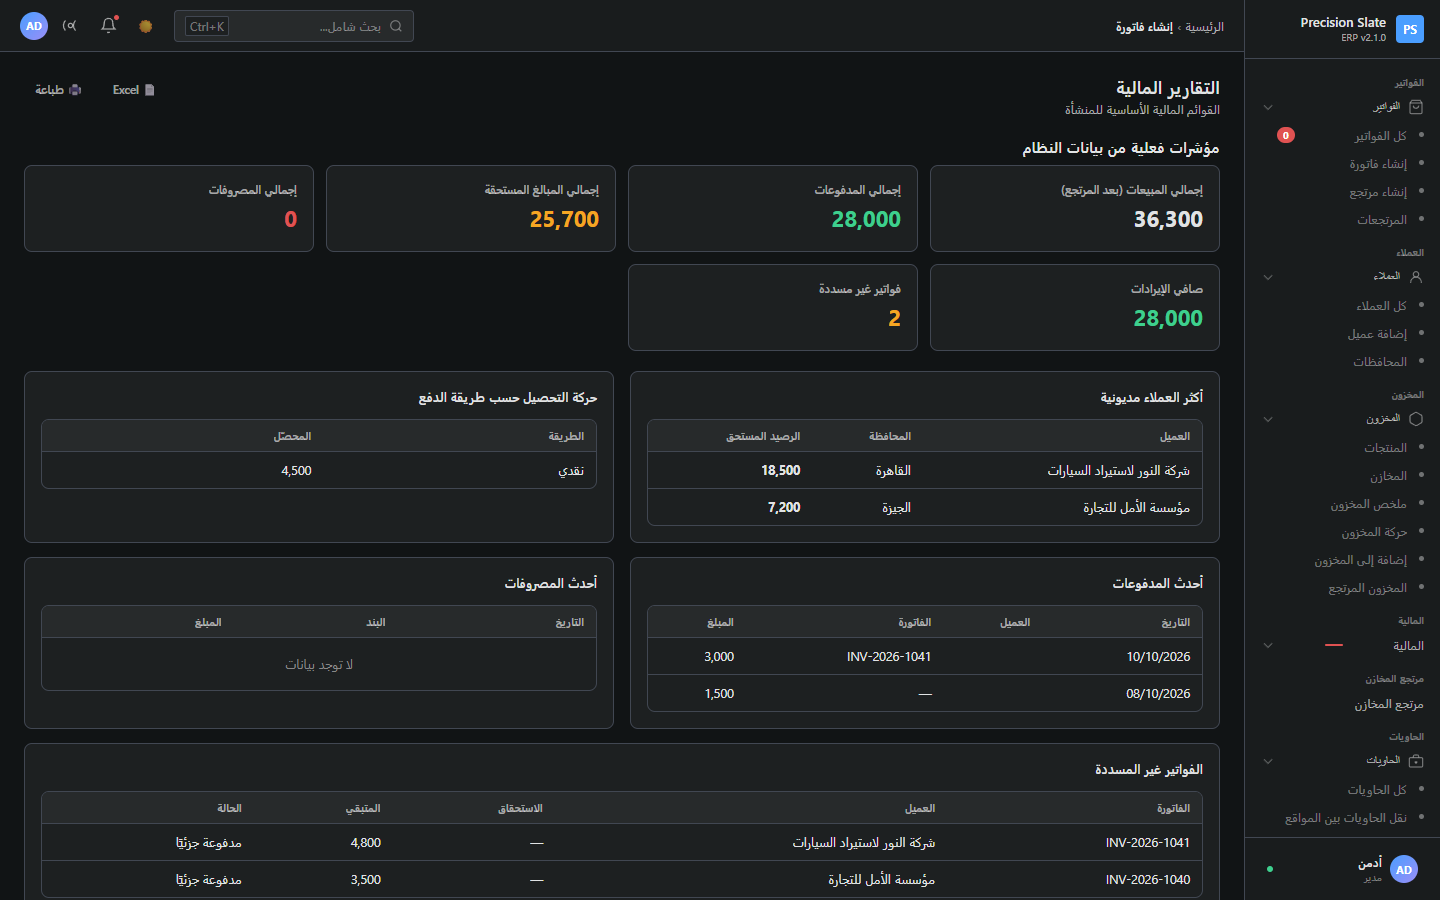 Precision Slate
ERP v2.1.0
PS
الرئيسية › إنشاء فاتورة
بحث شامل...
Ctrl+K
AD
الفواتير
الفواتير
كل الفواتير
0
إنشاء فاتورة
إنشاء مرتجع
المرتجعات
العملاء
العملاء
كل العملاء
إضافة عميل
المحافظات
المخزون
المخزون
المنتجات
المخازن
ملخص المخزون
حركة المخزون
إضافة إلى المخزون
المخزون المرتجع
المالية
المالية
مرتجع المخازن
مرتجع المخازن
الحاويات
الحاويات
كل الحاويات
نقل الحاويات بين المواقع
AD
أدمن
مدير
التقارير المالية
القوائم المالية الأساسية للمنشأة
Excel
طباعة
مؤشرات فعلية من بيانات النظام
إجمالي المبيعات (بعد المرتجع)
36,300
إجمالي المدفوعات
28,000
إجمالي المبالغ المستحقة
25,700
إجمالي المصروفات
0
صافي الإيرادات
28,000
فواتير غير مسددة
2
أكثر العملاء مديونية
العميل المحافظة الرصيد المستحق
شركة النور لاستيراد السيارات القاهرة 18,500
مؤسسة الأمل للتجارة الجيزة 7,200
حركة التحصيل حسب طريقة الدفع
الطريقة المحصّل
نقدي 4,500
أحدث المدفوعات
التاريخ العميل الفاتورة المبلغ
10/10/2026 INV-2026-1041 3,000
08/10/2026 — 1,500
أحدث المصروفات
التاريخ البند المبلغ
لا توجد بيانات
الفواتير غير المسددة
الفاتورة العميل الاستحقاق المتبقي الحالة
INV-2026-1041 شركة النور لاستيراد السيارات — 4,800 مدفوعة جزئيًا
INV-2026-1040 مؤسسة الأمل للتجارة — 3,500 مدفوعة جزئيًا